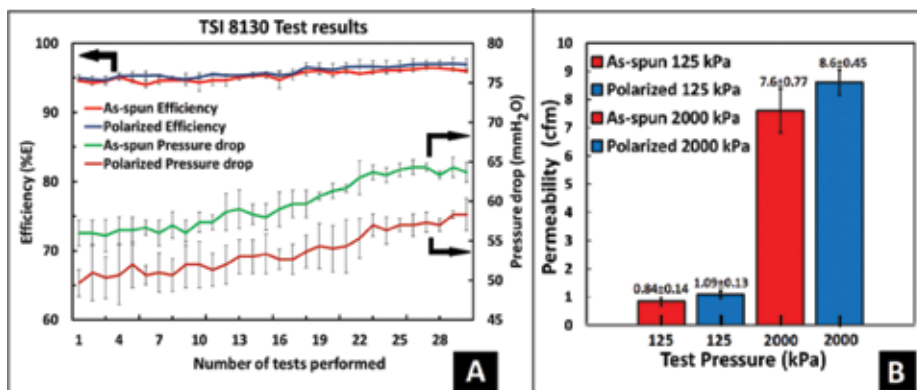 TSI 8130 Test results
Efficiency (%E)
100
90
80
70
60
As-spun Efficiency
Polarized Efficiency
As-spun Pressure drop
Polarized Pressure drop
80
75
70
65
60
55
50
45
Pressure drop (mmH2O)
1 4 7 10 13 16 19 22 25 28
Number of tests performed
A
Permeability (cfm)
10
9
8
7
6
5
4
3
2
1
0
As-spun 125 kPa
Polarized 125 kPa
As-spun 2000 kPa
Polarized 2000 kPa
0.84±0.14
1.09±0.13
7.6±0.77
8.6±0.45
125 125 2000 2000
Test Pressure (kPa)
B